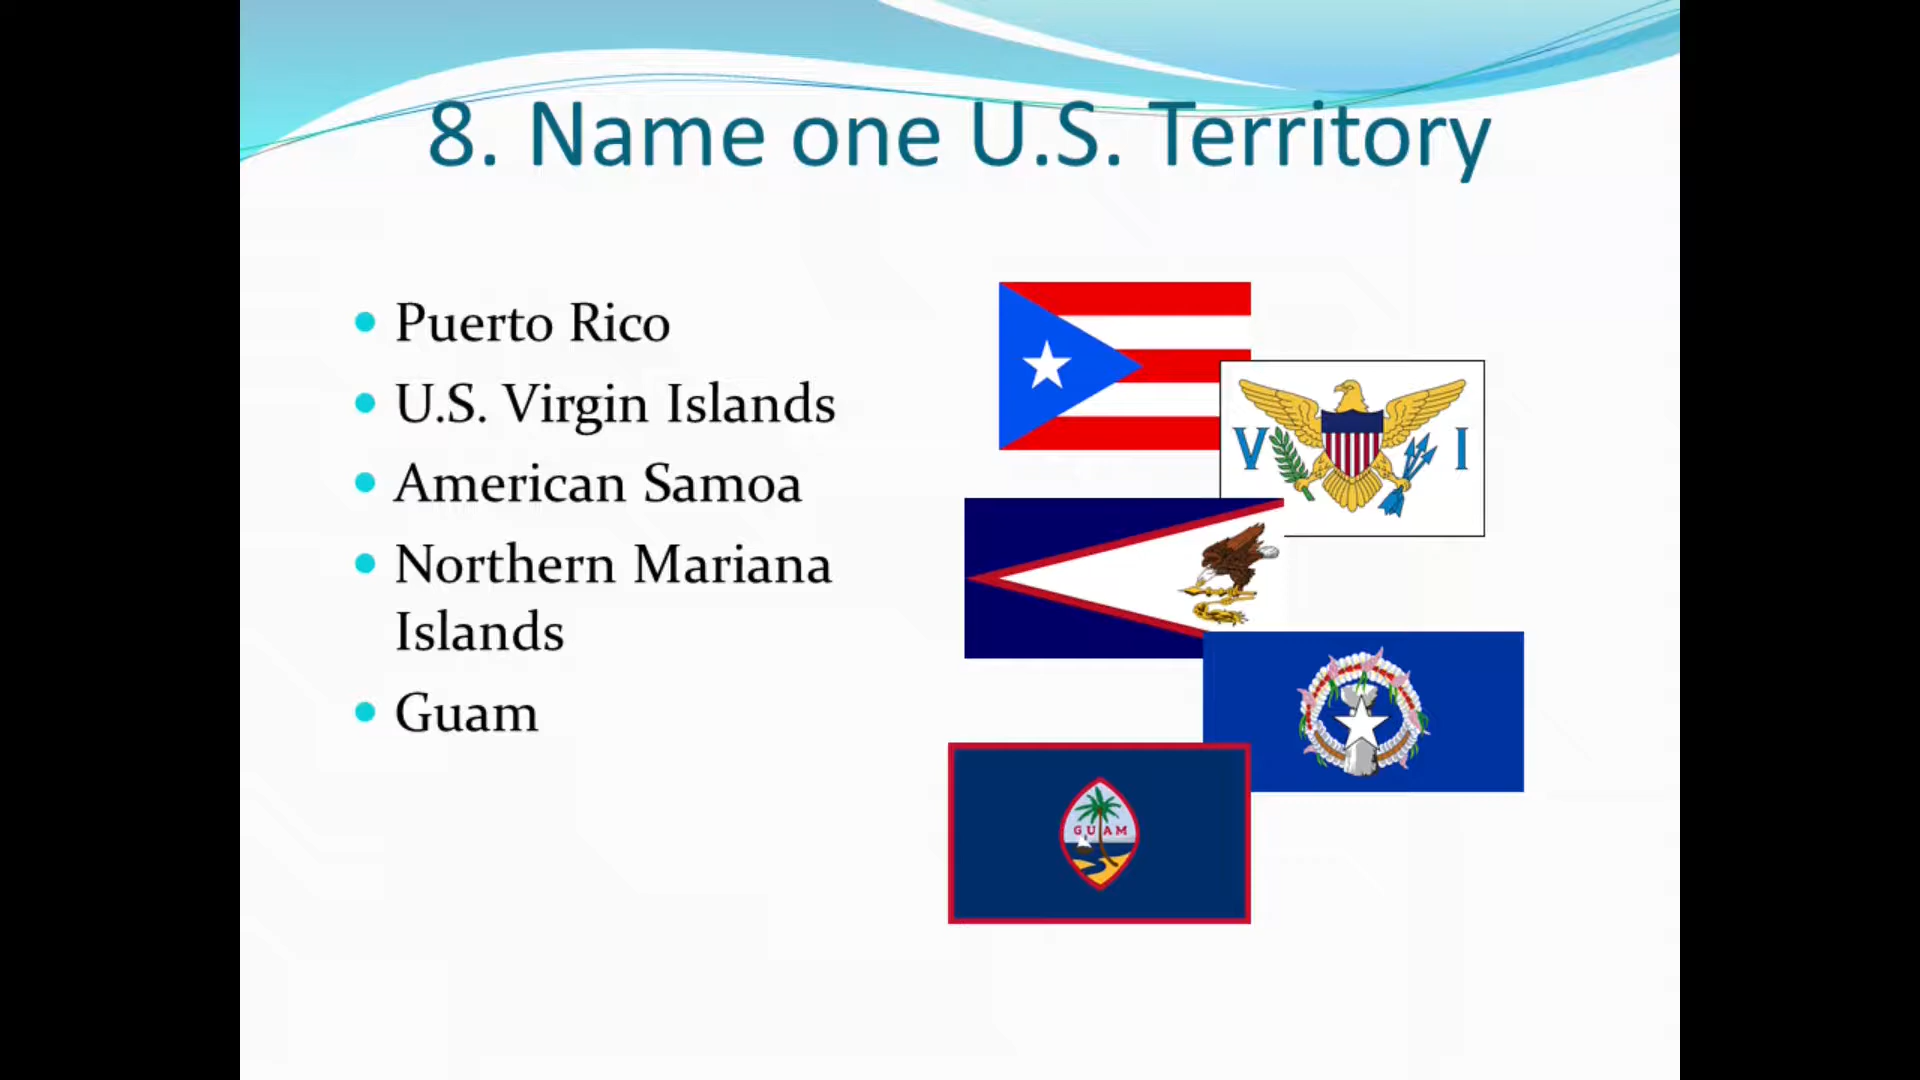 8. Name one U.S. Territory
Puerto Rico
U.S. Virgin Islands
American Samoa
Northern Mariana
Islands
Guam
V I
GUAM